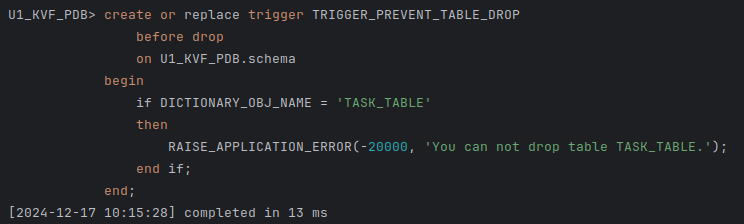 U1_KVF_PDB> create or replace trigger TRIGGER_PREVENT_TABLE_DROP
before drop
on U1_KVF_PDB.schema
begin
if DICTIONARY_OBJ_NAME = 'TASK_TABLE'
then
RAISE_APPLICATION_ERROR(-20000, 'You can not drop table TASK_TABLE.');
end if;
end;
[2024-12-17 10:15:28] completed in 13 ms